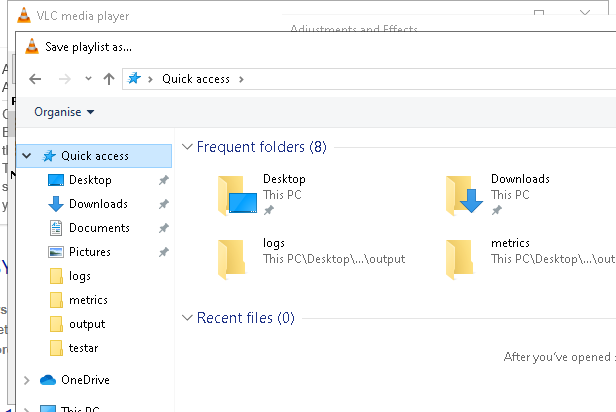 VLC media player
Adjustments and Effects
Save playlist as...
Quick access
Organise
Quick access
Desktop
Downloads
Documents
Pictures
logs
metrics
output
testar
OneDrive
This PC
Frequent folders (8)
Desktop
This PC
Downloads
This PC
logs
This PC\Desktop\...\output
metrics
This PC\Desktop\...\out
Recent files (0)
After you've opened